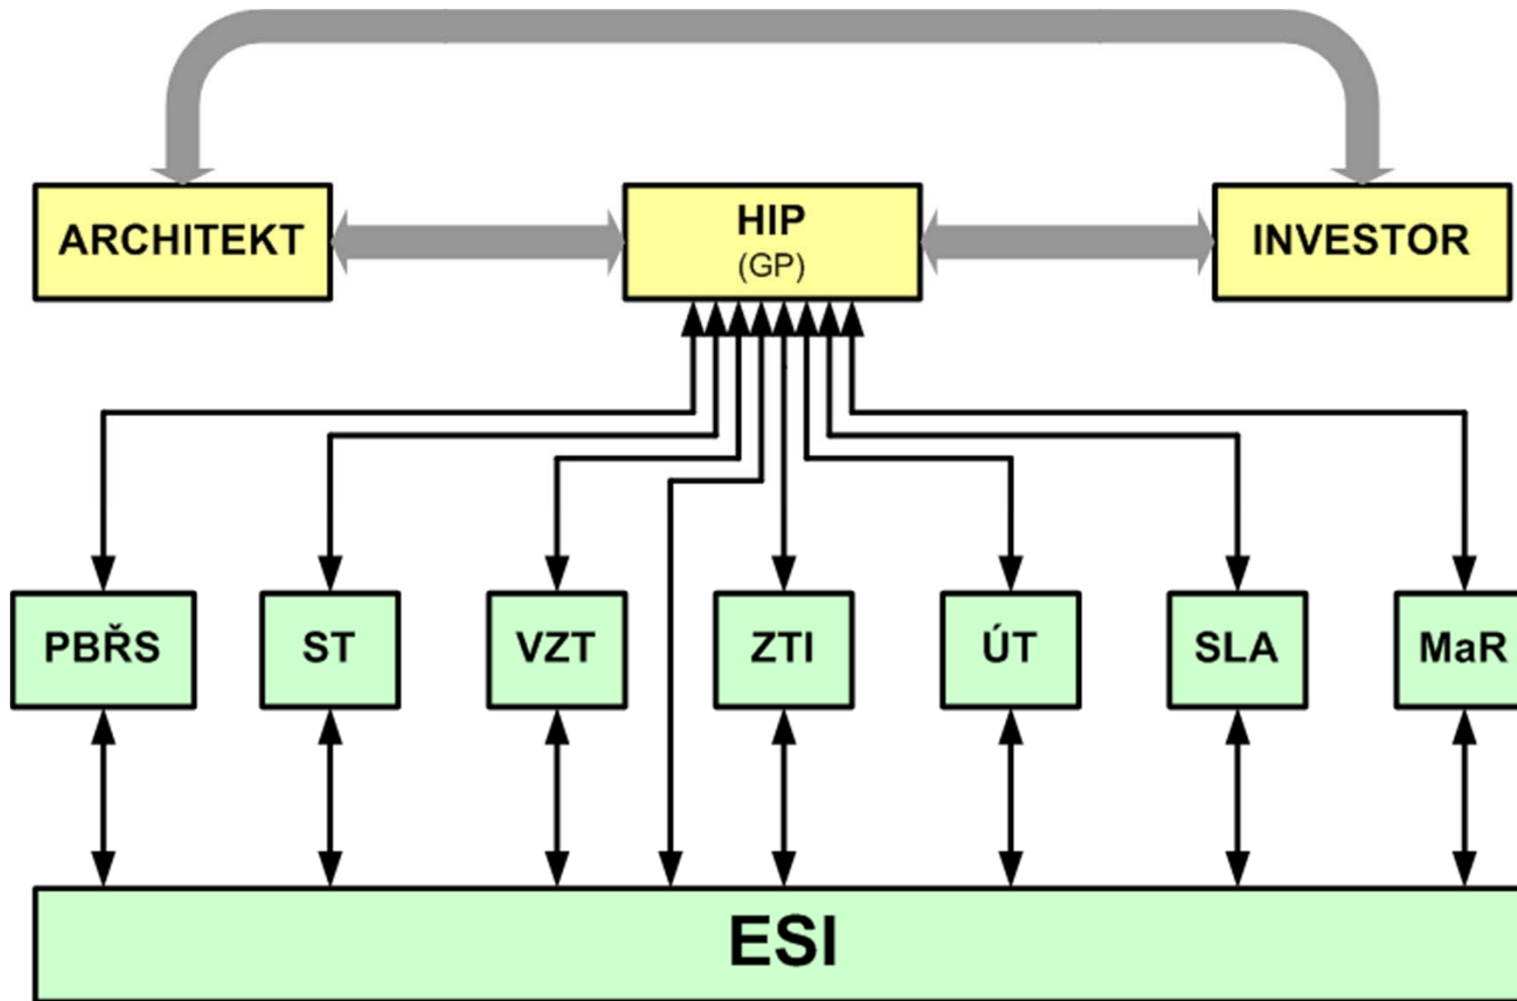 ARCHITEKT
HIP
(GP)
INVESTOR
PBŘS
ST
VZT
ZTI
ÚT
SLA
MaR
ESI